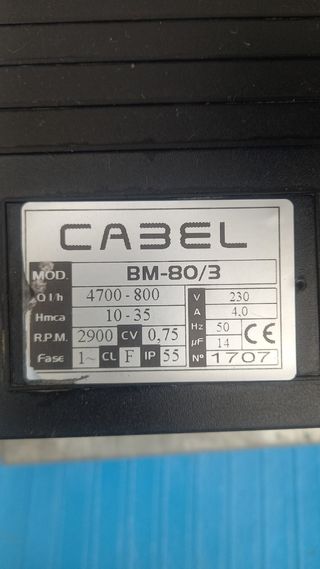 CABEL
MOD. BM-80/3
Q l h 4700 - 800 V 230
Hmca 10 - 35 A 4,0
R.P.M. 2900 CV 0,75 Hz 50 CE
Fase 1~ CL F IP 55 µF 14
Nº 1707